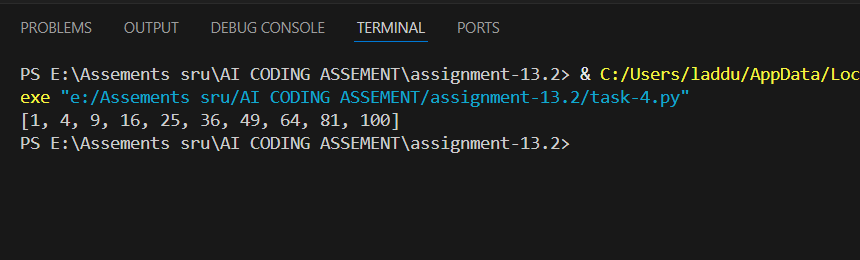 PROBLEMS OUTPUT DEBUG CONSOLE TERMINAL PORTS
PS E:\Assements sru\AI CODING ASSEMENT\assignment-13.2> & C:/Users/laddu/AppData/Loc
exe "e:/Assements sru/AI CODING ASSEMENT/assignment-13.2/task-4.py"
[1, 4, 9, 16, 25, 36, 49, 64, 81, 100]
PS E:\Assements sru\AI CODING ASSEMENT\assignment-13.2>